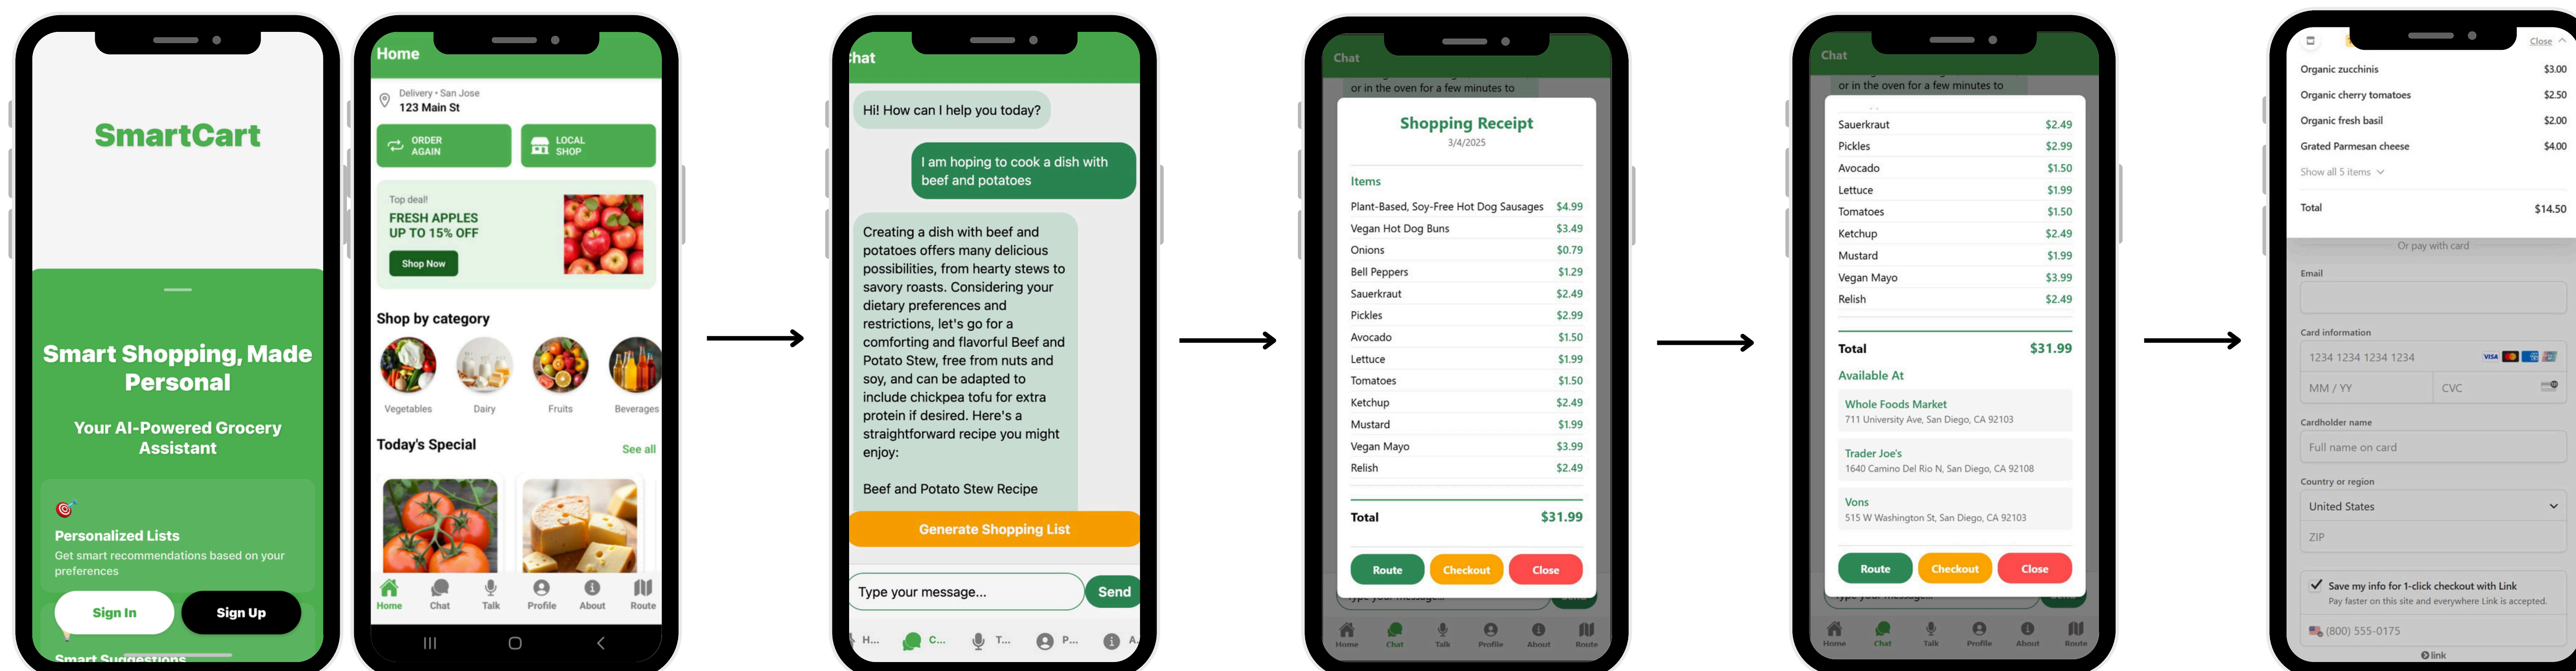 SmartCart
Smart Shopping, Made
Personal
Your AI-Powered Grocery
Assistant
Personalized Lists
Get smart recommendations based on your
preferences
Sign In
Sign Up
Smart Suggestions
Home
Delivery • San Jose
123 Main St
ORDER
AGAIN
LOCAL
SHOP
Top deal!
FRESH APPLES
UP TO 15% OFF
Shop Now
Shop by category
Vegetables
Dairy
Fruits
Beverages
Today's Special
See all
Home
Chat
Talk
Profile
About
Route
Chat
Hi! How can I help you today?
I am hoping to cook a dish with
beef and potatoes
Creating a dish with beef and
potatoes offers many delicious
possibilities, from hearty stews to
savory roasts. Considering your
dietary preferences and
restrictions, let's go for a
comforting and flavorful Beef and
Potato Stew, free from nuts and
soy, and can be adapted to
include chickpea tofu for extra
protein if desired. Here's a
straightforward recipe you might
enjoy:
Beef and Potato Stew Recipe
Generate Shopping List
Type your message...
Send
H...
C...
T...
P...
A.
Chat
or in the oven for a few minutes to
Shopping Receipt
3/4/2025
Items
Plant-Based, Soy-Free Hot Dog Sausages $4.99
Vegan Hot Dog Buns $3.49
Onions $0.79
Bell Peppers $1.29
Sauerkraut $2.49
Pickles $2.99
Avocado $1.50
Lettuce $1.99
Tomatoes $1.50
Ketchup $2.49
Mustard $1.99
Vegan Mayo $3.99
Relish $2.49
Total $31.99
Route
Checkout
Close
Type your message...
Home
Chat
Talk
Profile
About
Route
Chat
or in the oven for a few minutes to
Sauerkraut $2.49
Pickles $2.99
Avocado $1.50
Lettuce $1.99
Tomatoes $1.50
Ketchup $2.49
Mustard $1.99
Vegan Mayo $3.99
Relish $2.49
Total $31.99
Available At
Whole Foods Market
711 University Ave, San Diego, CA 92103
Trader Joe's
1640 Camino Del Rio N, San Diego, CA 92108
Vons
515 W Washington St, San Diego, CA 92103
Route
Checkout
Close
Type your message...
Home
Chat
Talk
Profile
About
Route
Close
Organic zucchinis $3.00
Organic cherry tomatoes $2.50
Organic fresh basil $2.00
Grated Parmesan cheese $4.00
Show all 5 items
Total $14.50
Or pay with card
Email
Card information
1234 1234 1234 1234 VISA
MM / YY
CVC
Cardholder name
Full name on card
Country or region
United States
ZIP
Save my info for 1-click checkout with Link
Pay faster on this site and everywhere Link is accepted.
(800) 555-0175
link